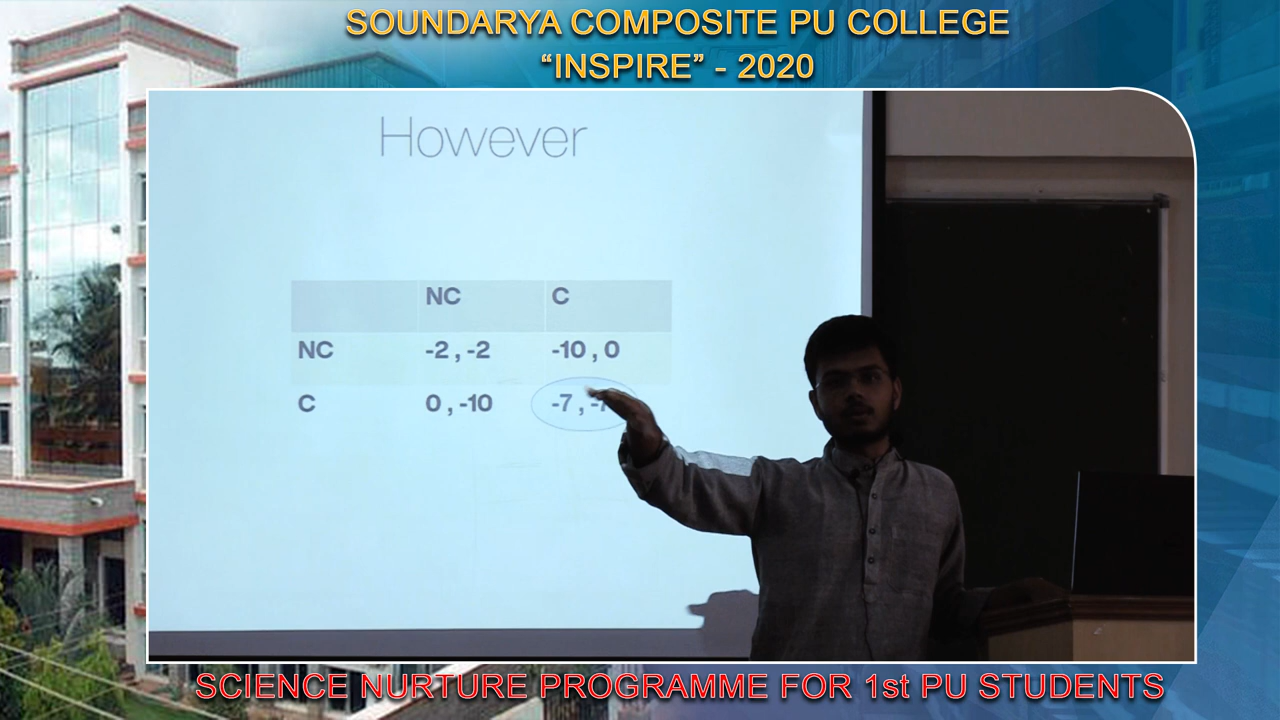 SOUNDARYA COMPOSITE PU COLLEGE
“INSPIRE” - 2020
However
NC C
NC -2 , -2 -10 , 0
C 0 , -10 -7 ,
SCIENCE NURTURE PROGRAMME FOR 1st PU STUDENTS